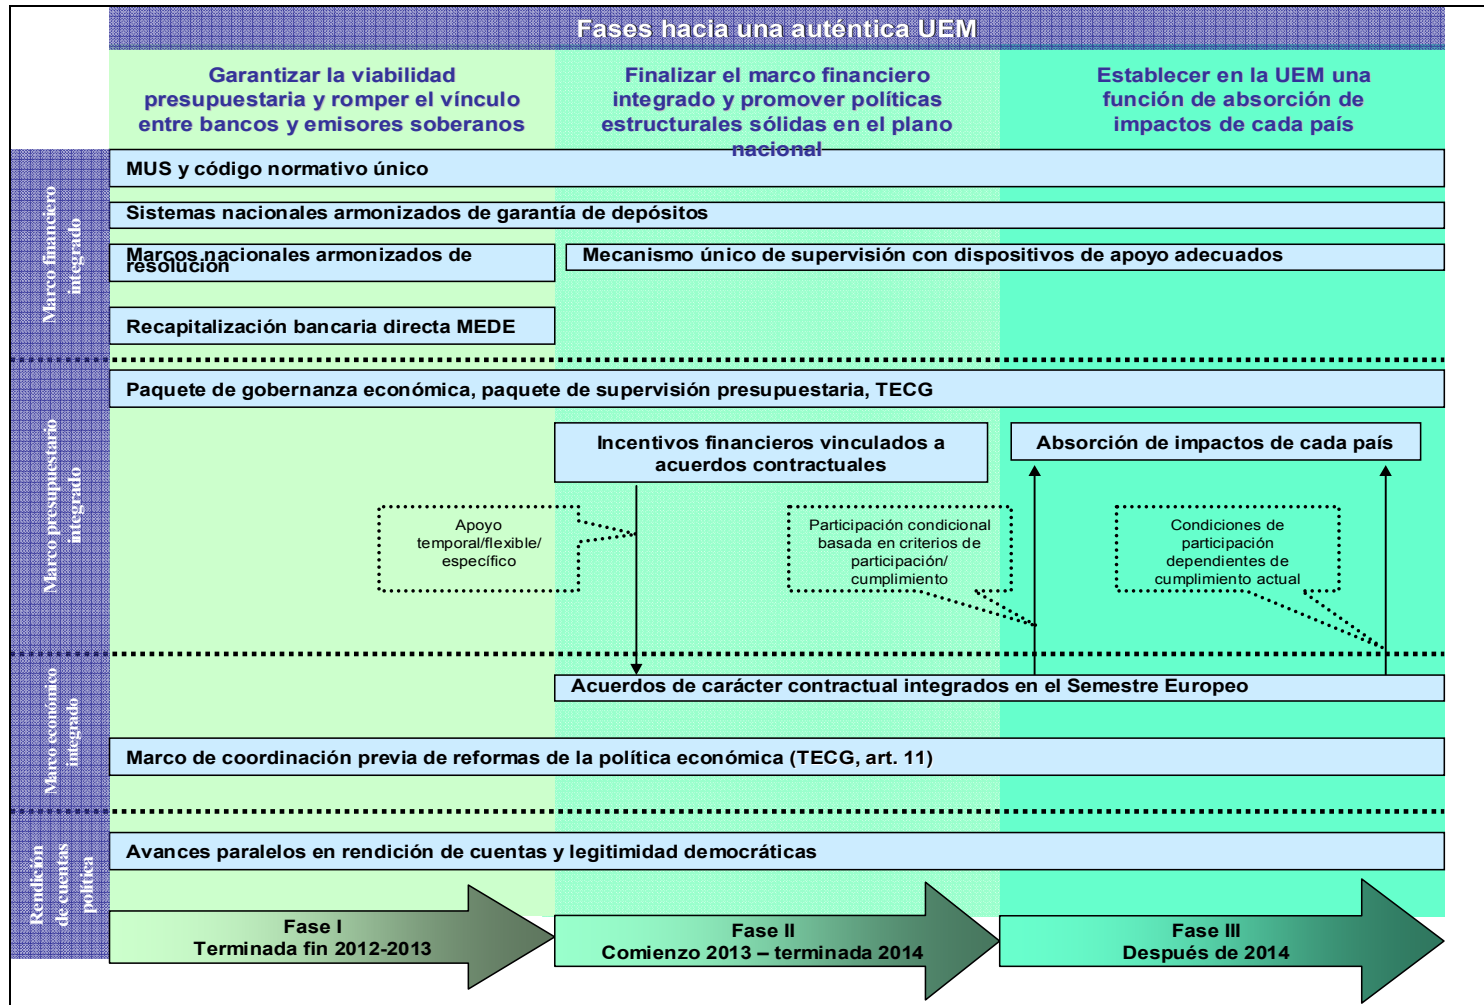 Fases hacia una auténtica UEM
Garantizar la viabilidad
presupuestaria y romper el vínculo
entre bancos y emisores soberanos
Finalizar el marco financiero
integrado y promover políticas
estructurales sólidas en el plano
nacional
Establecer en la UEM una
función de absorción de
impactos de cada país
Marco financiero
integrado
MUS y código normativo único
Sistemas nacionales armonizados de garantía de depósitos
Marcos nacionales armonizados de
resolución
Mecanismo único de supervisión con dispositivos de apoyo adecuados
Recapitalización bancaria directa MEDE
Marco presupuestario
integrado
Paquete de gobernanza económica, paquete de supervisión presupuestaria, TECG
Incentivos financieros vinculados a
acuerdos contractuales
Absorción de impactos de cada país
Apoyo
temporal/flexible/
específico
Participación condicional
basada en criterios de
participación/
cumplimiento
Condiciones de
participación
dependientes de
cumplimiento actual
Marco económico
integrado
Acuerdos de carácter contractual integrados en el Semestre Europeo
Marco de coordinación previa de reformas de la política económica (TECG, art. 11)
Rendición
de cuentas
política
Avances paralelos en rendición de cuentas y legitimidad democráticas
Fase I
Terminada fin 2012-2013
Fase II
Comienzo 2013 – terminada 2014
Fase III
Después de 2014